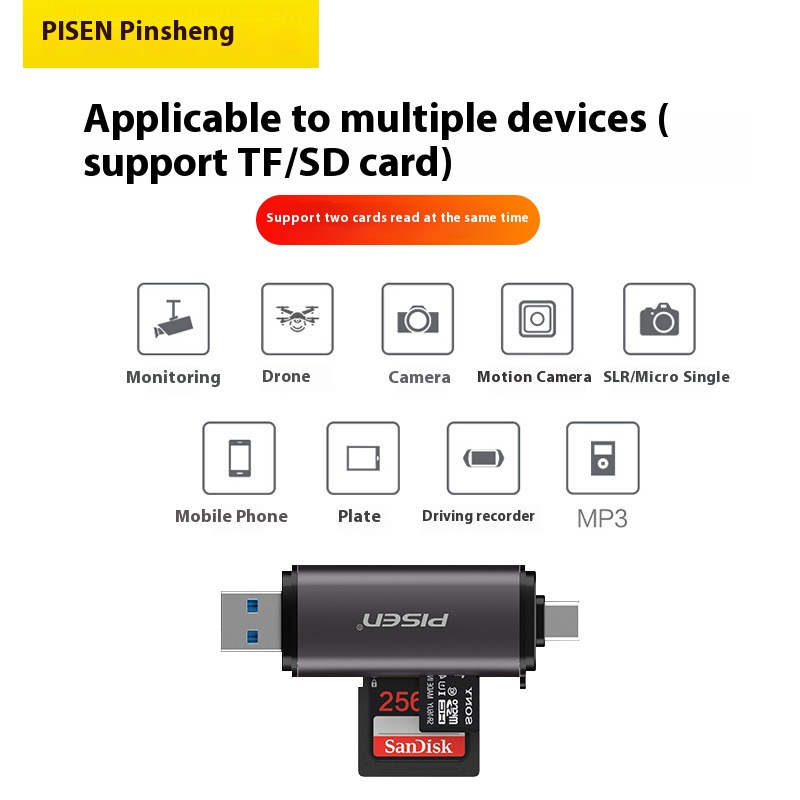 PISEN Pinsheng
Applicable to multiple devices (
support TF/SD card)
Support two cards read at the same time
Monitoring
Drone
Camera
Motion Camera
SLR/Micro Single
Mobile Phone
Plate
Driving recorder
MP3
PISEN®
256
SONY
SanDisk